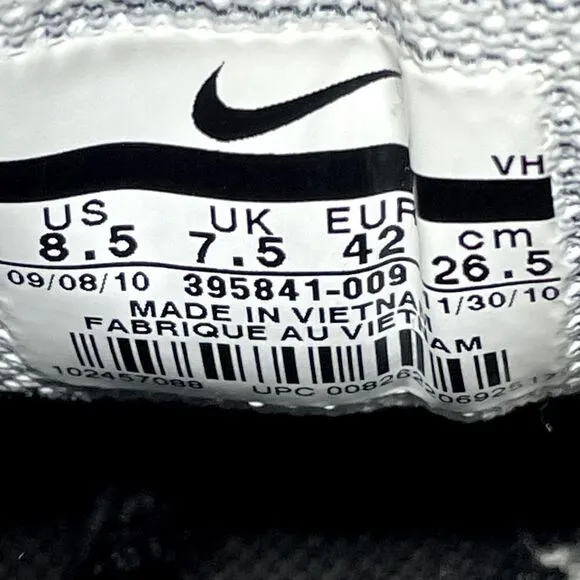 VH
US UK EUR cm
8.5 7.5 42 26.5
09/08/10 395841-009 11/30/10
MADE IN VIETNA
FABRIQUE AU VIETNAM
102457088 UPC